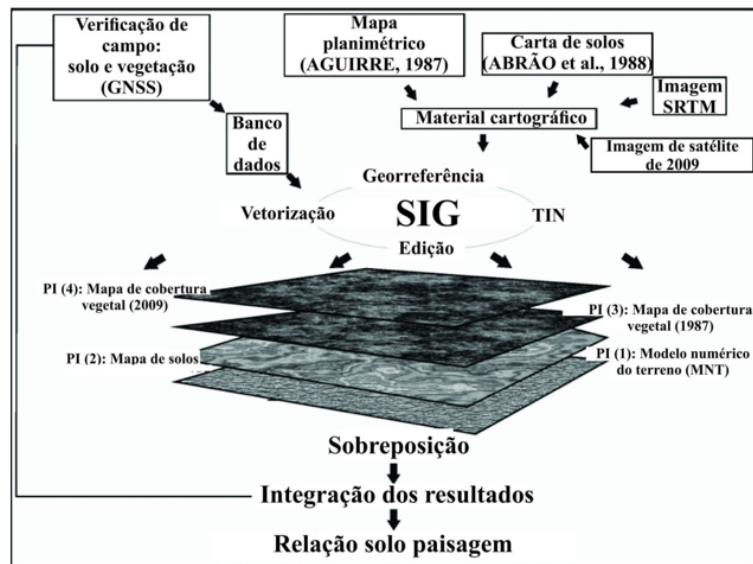 Verificação de
campo:
solo e vegetação
(GNSS)
Mapa
planimétrico
(AGUIRRE, 1987)
Carta de solos
(ABRÃO et al., 1988)
Imagem
SRTM
Banco
de
dados
Material cartográfico
Imagem de satélite
de 2009
Georreferência
Vetorização
SIG
TIN
Edição
PI (4): Mapa de cobertura
vegetal (2009)
PI (3): Mapa de cobertura
vegetal (1987)
PI (2): Mapa de solos
PI (1): Modelo numérico
do terreno (MNT)
Sobreposição
Integração dos resultados
Relação solo paisagem